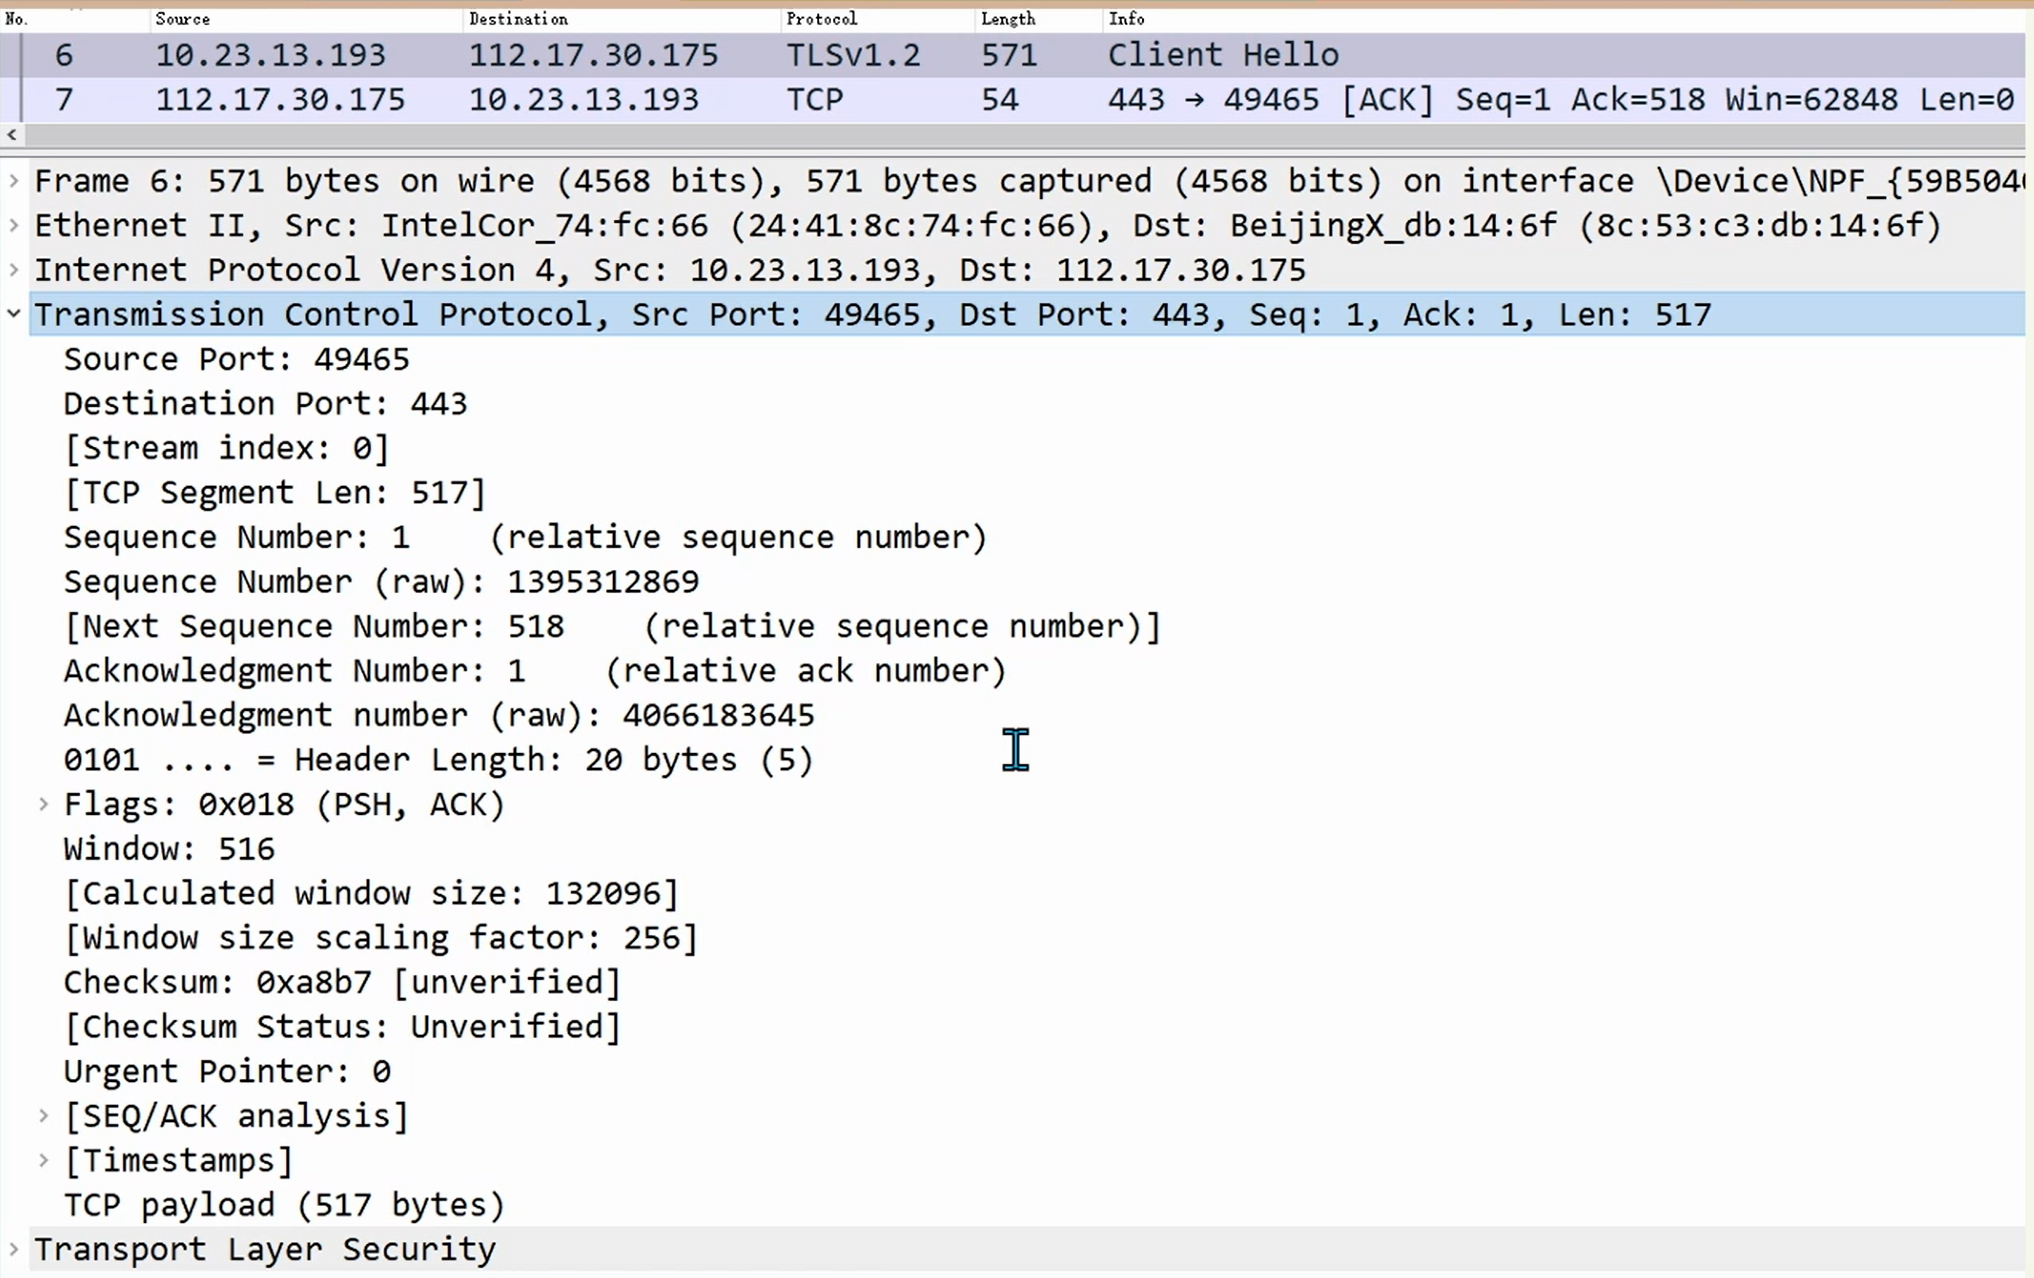 No. Source Destination Protocol Length Info
6 10.23.13.193 112.17.30.175 TLSv1.2 571 Client Hello
7 112.17.30.175 10.23.13.193 TCP 54 443 → 49465 [ACK] Seq=1 Ack=518 Win=62848 Len=0
Frame 6: 571 bytes on wire (4568 bits), 571 bytes captured (4568 bits) on interface \Device\NPF_{59B504
Ethernet II, Src: IntelCor_74:fc:66 (24:41:8c:74:fc:66), Dst: BeijingX_db:14:6f (8c:53:c3:db:14:6f)
Internet Protocol Version 4, Src: 10.23.13.193, Dst: 112.17.30.175
Transmission Control Protocol, Src Port: 49465, Dst Port: 443, Seq: 1, Ack: 1, Len: 517
Source Port: 49465
Destination Port: 443
[Stream index: 0]
[TCP Segment Len: 517]
Sequence Number: 1 (relative sequence number)
Sequence Number (raw): 1395312869
[Next Sequence Number: 518 (relative sequence number)]
Acknowledgment Number: 1 (relative ack number)
Acknowledgment number (raw): 4066183645
0101 .... = Header Length: 20 bytes (5)
Flags: 0x018 (PSH, ACK)
Window: 516
[Calculated window size: 132096]
[Window size scaling factor: 256]
Checksum: 0xa8b7 [unverified]
[Checksum Status: Unverified]
Urgent Pointer: 0
[SEQ/ACK analysis]
[Timestamps]
TCP payload (517 bytes)
Transport Layer Security